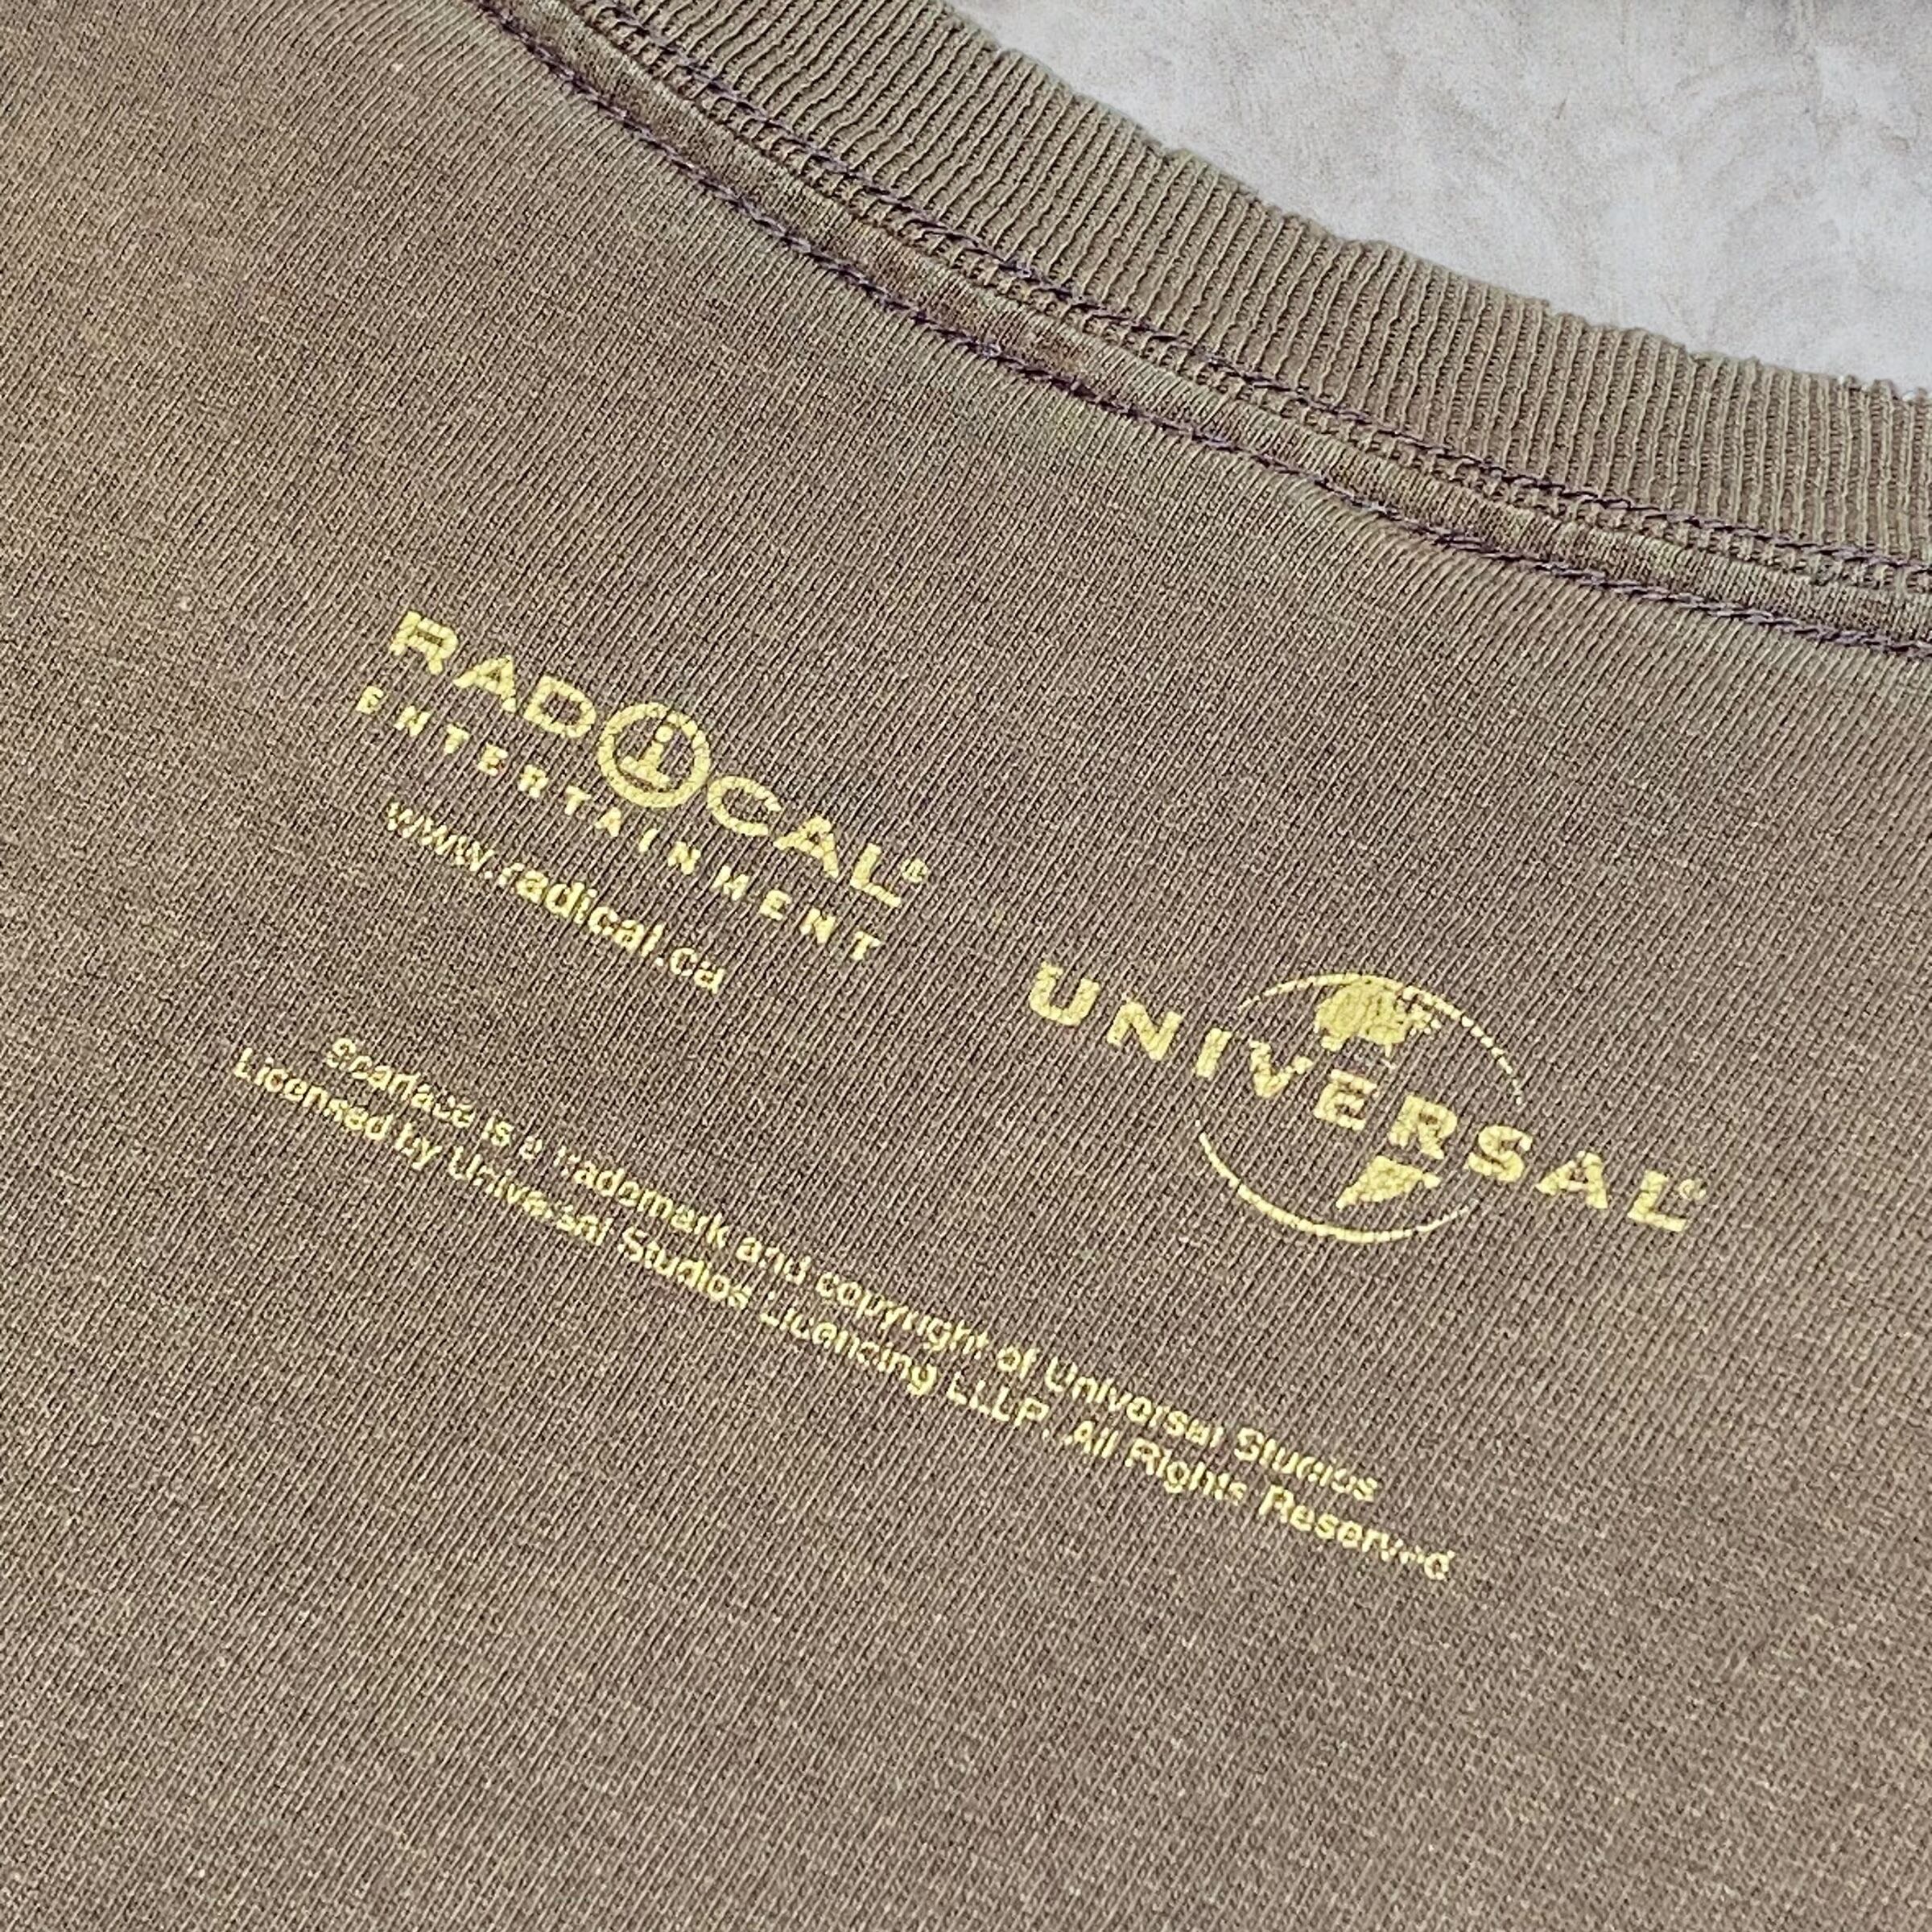 RADiCAL®
ENTERTAINMENT
www.radical.ca
UNIVERSAL®
Scarface is a trademark and copyright of Universal Studios
Licensed by Universal Studios Licensing LLLP. All Rights Reserved